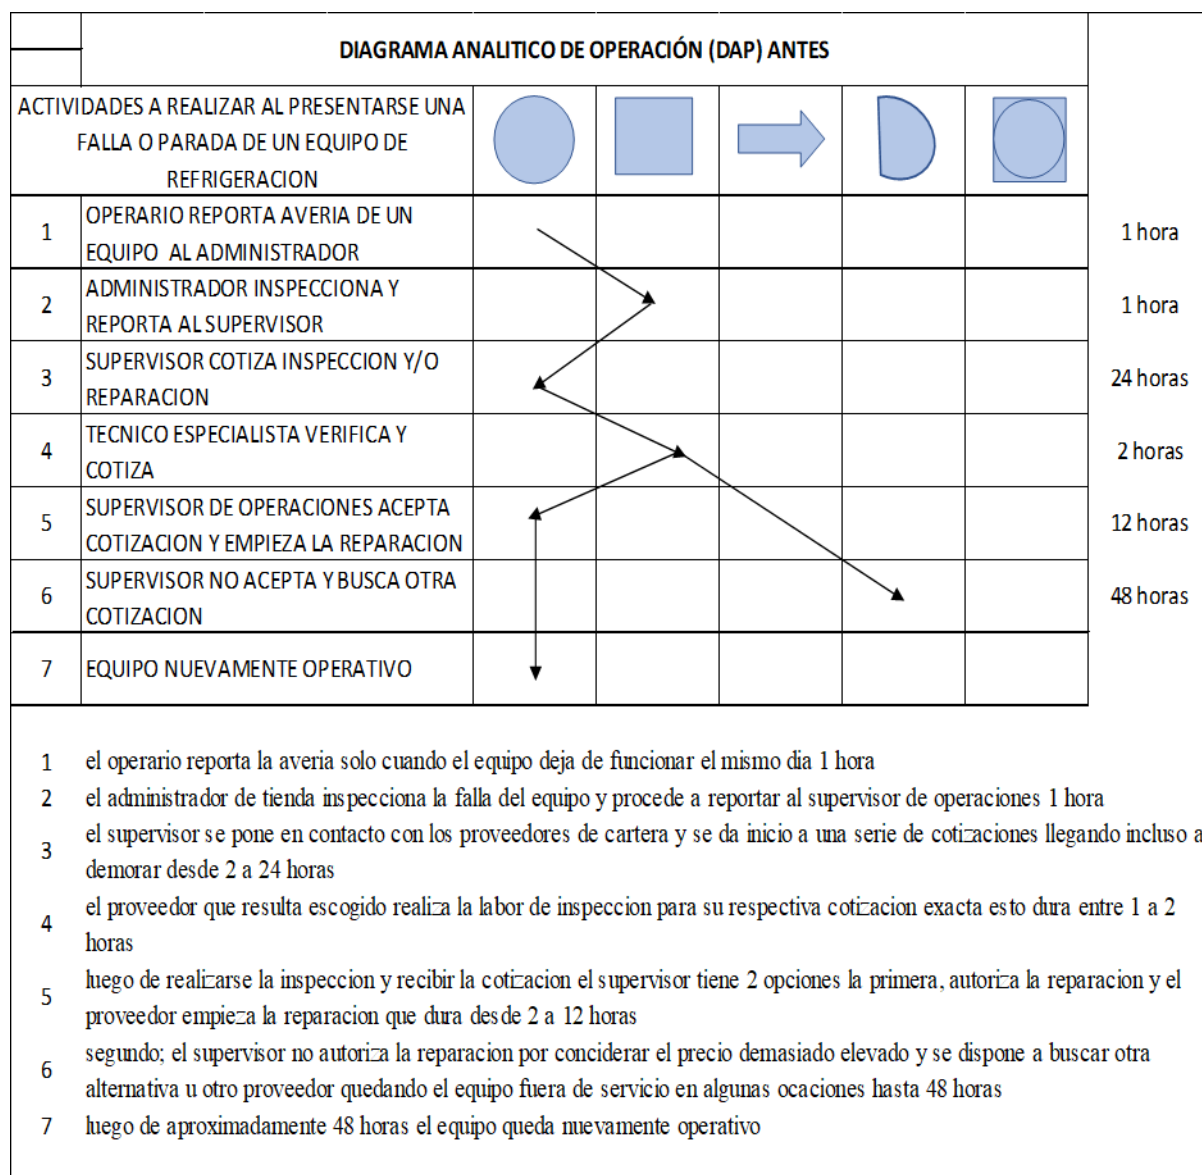 DIAGRAMA ANALITICO DE OPERACIÓN (DAP) ANTES
ACTIVIDADES A REALIZAR AL PRESENTARSE UNA
FALLA O PARADA DE UN EQUIPO DE
REFRIGERACION
1 OPERARIO REPORTA AVERIA DE UN
EQUIPO AL ADMINISTRADOR
1 hora
2 ADMINISTRADOR INSPECCIONA Y
REPORTA AL SUPERVISOR
1 hora
3 SUPERVISOR COTIZA INSPECCION Y/O
REPARACION
24 horas
4 TECNICO ESPECIALISTA VERIFICA Y
COTIZA
2 horas
5 SUPERVISOR DE OPERACIONES ACEPTA
COTIZACION Y EMPIEZA LA REPARACION
12 horas
6 SUPERVISOR NO ACEPTA Y BUSCA OTRA
COTIZACION
48 horas
7 EQUIPO NUEVAMENTE OPERATIVO
1 el operario reporta la averia solo cuando el equipo deja de funcionar el mismo dia 1 hora
2 el administrador de tienda inspecciona la falla del equipo y procede a reportar al supervisor de operaciones 1 hora
3 el supervisor se pone en contacto con los proveedores de cartera y se da inicio a una serie de cotizaciones llegando incluso a
demorar desde 2 a 24 horas
4 el proveedor que resulta escogido realiza la labor de inspeccion para su respectiva cotizacion exacta esto dura entre 1 a 2
horas
5 luego de realizarse la inspeccion y recibir la cotizacion el supervisor tiene 2 opciones la primera, autoriza la reparacion y el
proveedor empieza la reparacion que dura desde 2 a 12 horas
6 segundo; el supervisor no autoriza la reparacion por conciderar el precio demasiado elevado y se dispone a buscar otra
alternativa u otro proveedor quedando el equipo fuera de servicio en algunas ocaciones hasta 48 horas
7 luego de aproximadamente 48 horas el equipo queda nuevamente operativo